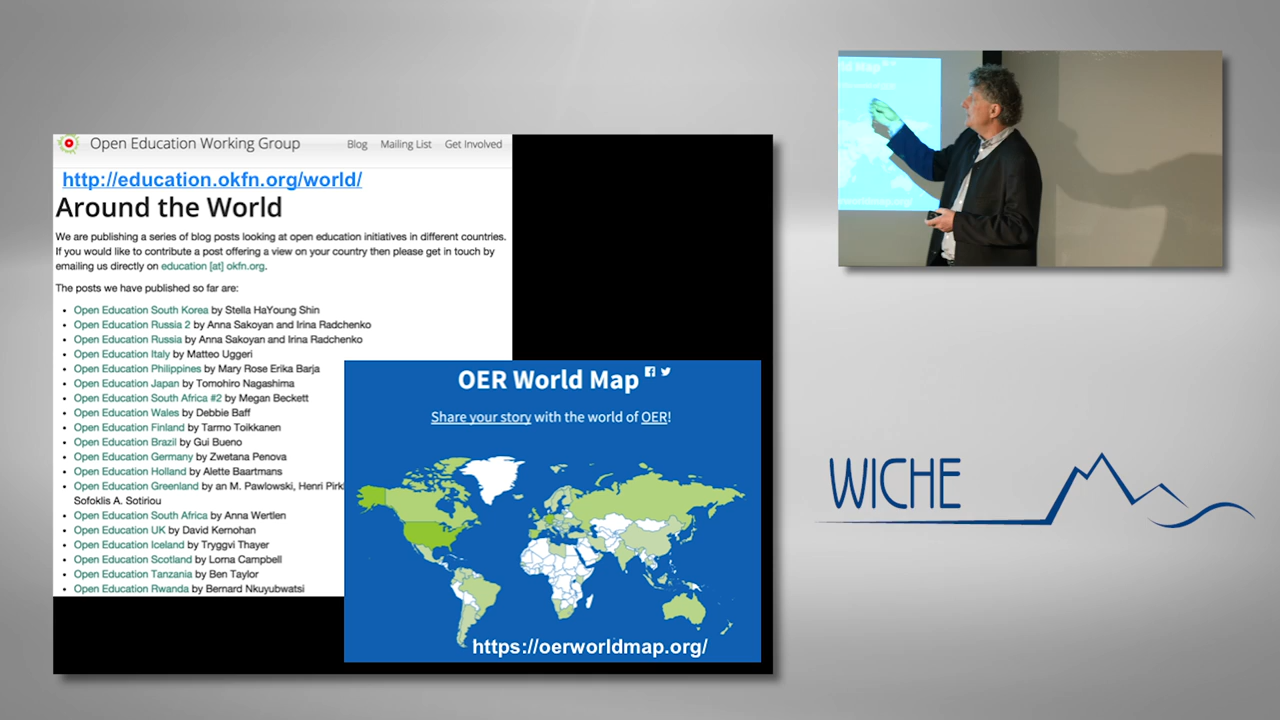 Open Education Working Group
Blog Mailing List Get Involved
http://education.okfn.org/world/
Around the World
We are publishing a series of blog posts looking at open education initiatives in different countries.
If you would like to contribute a post offering a view on your country then please get in touch by
emailing us directly on education [at] okfn.org.
The posts we have published so far are:
Open Education South Korea by Stella HaYoung Shin
Open Education Russia 2 by Anna Sakoyan and Irina Radchenko
Open Education Russia by Anna Sakoyan and Irina Radchenko
Open Education Italy by Matteo Uggeri
Open Education Philippines by Mary Rose Erika Barja
Open Education Japan by Tomohiro Nagashima
Open Education South Africa #2 by Megan Beckett
Open Education Wales by Debbie Baff
Open Education Finland by Tarmo Toikkanen
Open Education Brazil by Gui Bueno
Open Education Germany by Zwetana Penova
Open Education Holland by Alette Baartmans
Open Education Greenland by an M. Pawlowski, Henri Pirk
Sofoklis A. Sotiriou
Open Education South Africa by Anna Wertlen
Open Education UK by David Kernohan
Open Education Iceland by Tryggvi Thayer
Open Education Scotland by Lorna Campbell
Open Education Tanzania by Ben Taylor
Open Education Rwanda by Bernard Nkuyubwatsi
OER World Map
Share your story with the world of OER!
https://oerworldmap.org/
ld Map
worldmap.org/
WICHE